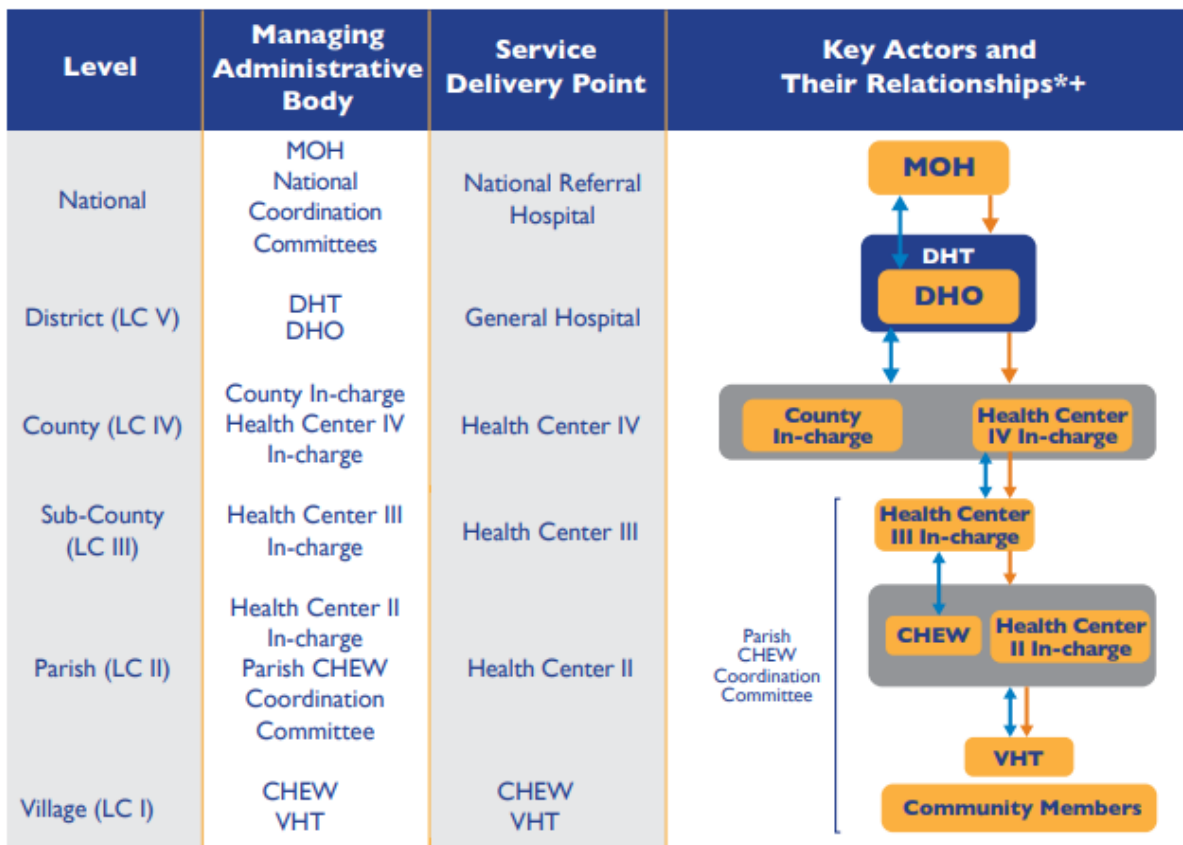 Level
Managing
Administrative
Body
Service
Delivery Point
Key Actors and
Their Relationships*+
National
MOH
National
Coordination
Committees
National Referral
Hospital
MOH
DHT
DHO
District (LC V)
DHT
DHO
General Hospital
County (LC IV)
County In-charge
Health Center IV
In-charge
Health Center IV
County
In-charge
Health Center
IV In-charge
Sub-County
(LC III)
Health Center III
In-charge
Health Center III
Health Center
III In-charge
Parish (LC II)
Health Center II
In-charge
Parish CHEW
Coordination
Committee
Health Center II
Parish
CHEW
Coordination
Committee
CHEW
Health Center
II In-charge
VHT
Village (LC I)
CHEW
VHT
CHEW
VHT
Community Members